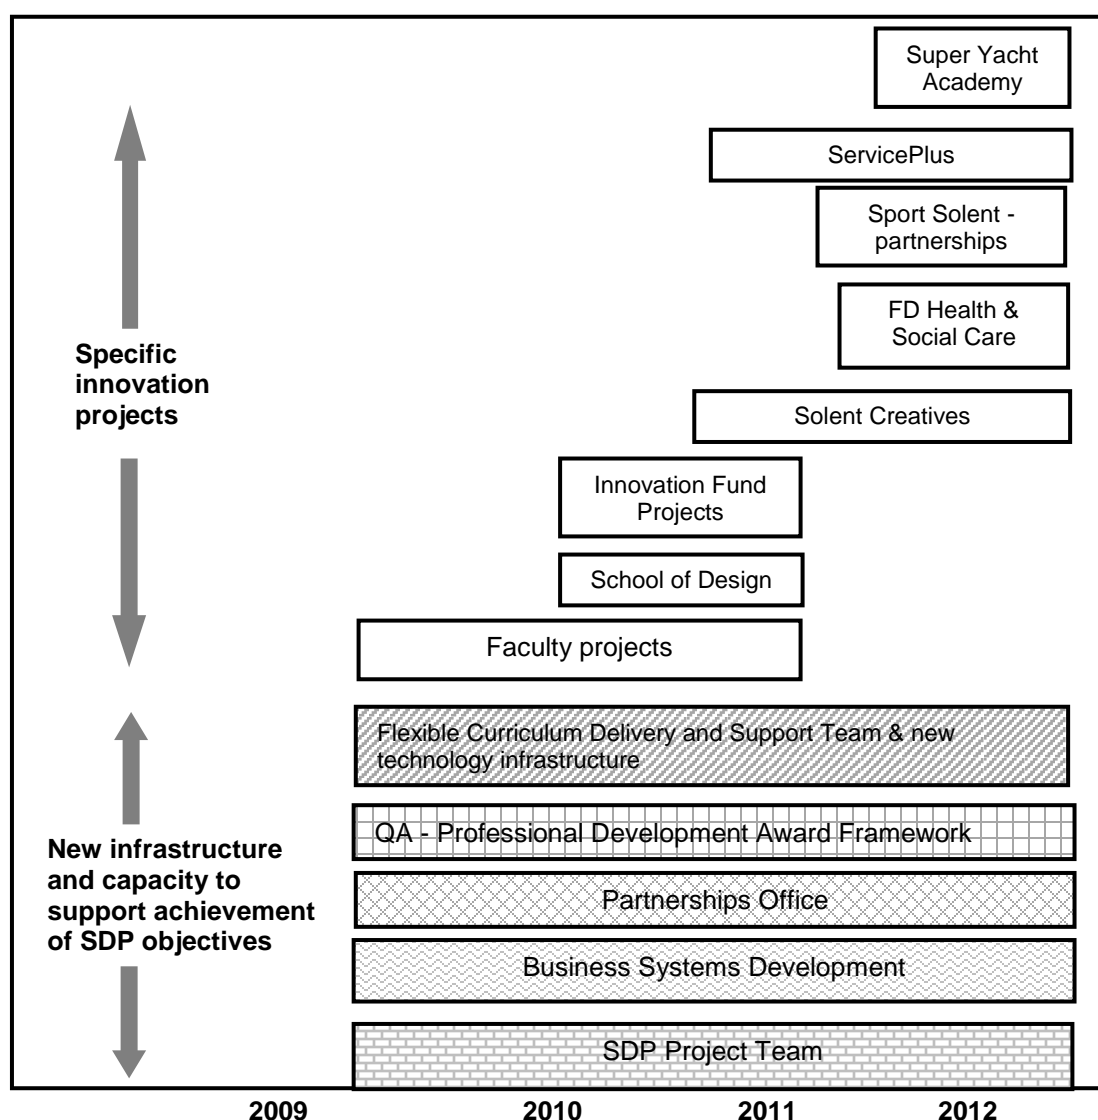 Super Yacht
Academy
ServicePlus
Sport Solent -
partnerships
FD Health &
Social Care
Specific
innovation
projects
Solent Creatives
Innovation Fund
Projects
School of Design
Faculty projects
Flexible Curriculum Delivery and Support Team & new
technology infrastructure
QA - Professional Development Award Framework
New infrastructure
and capacity to
support achievement
of SDP objectives
Partnerships Office
Business Systems Development
SDP Project Team
2009 2010 2011 2012